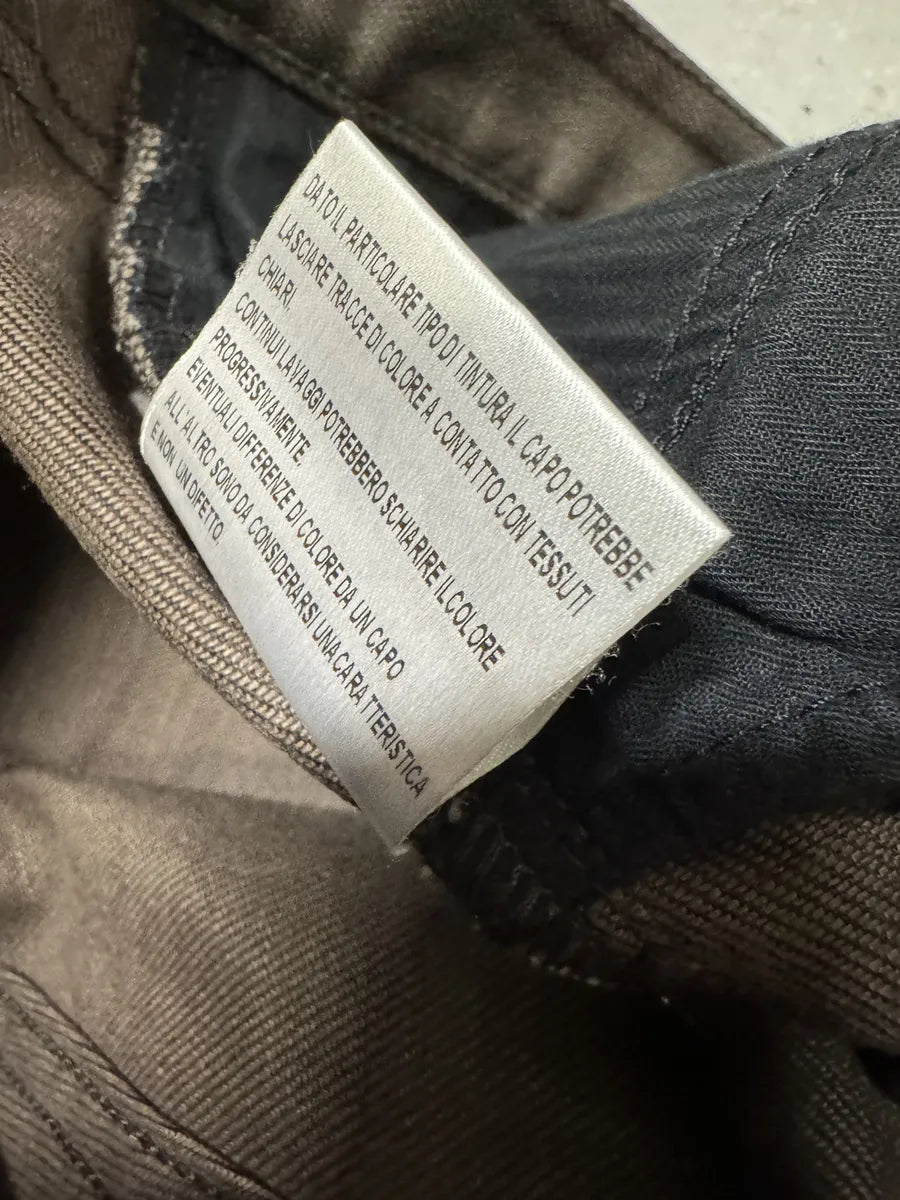 DATO IL PARTICOLARE TIPO DI TINTURA IL CAPO POTREBBE
LASCIARE TRACCE DI COLORE A CONTATTO CON TESSUTI
CHIARI.
CONTINUI LAVAGGI POTREBBERO SCHIARIRE IL COLORE
PROGRESSIVAMENTE.
EVENTUALI DIFFERENZE DI COLORE DA UN CAPO
ALL'ALTRO SONO DA CONSIDERARSI UNA CARATTERISTICA
E NON UM DIFETTO.